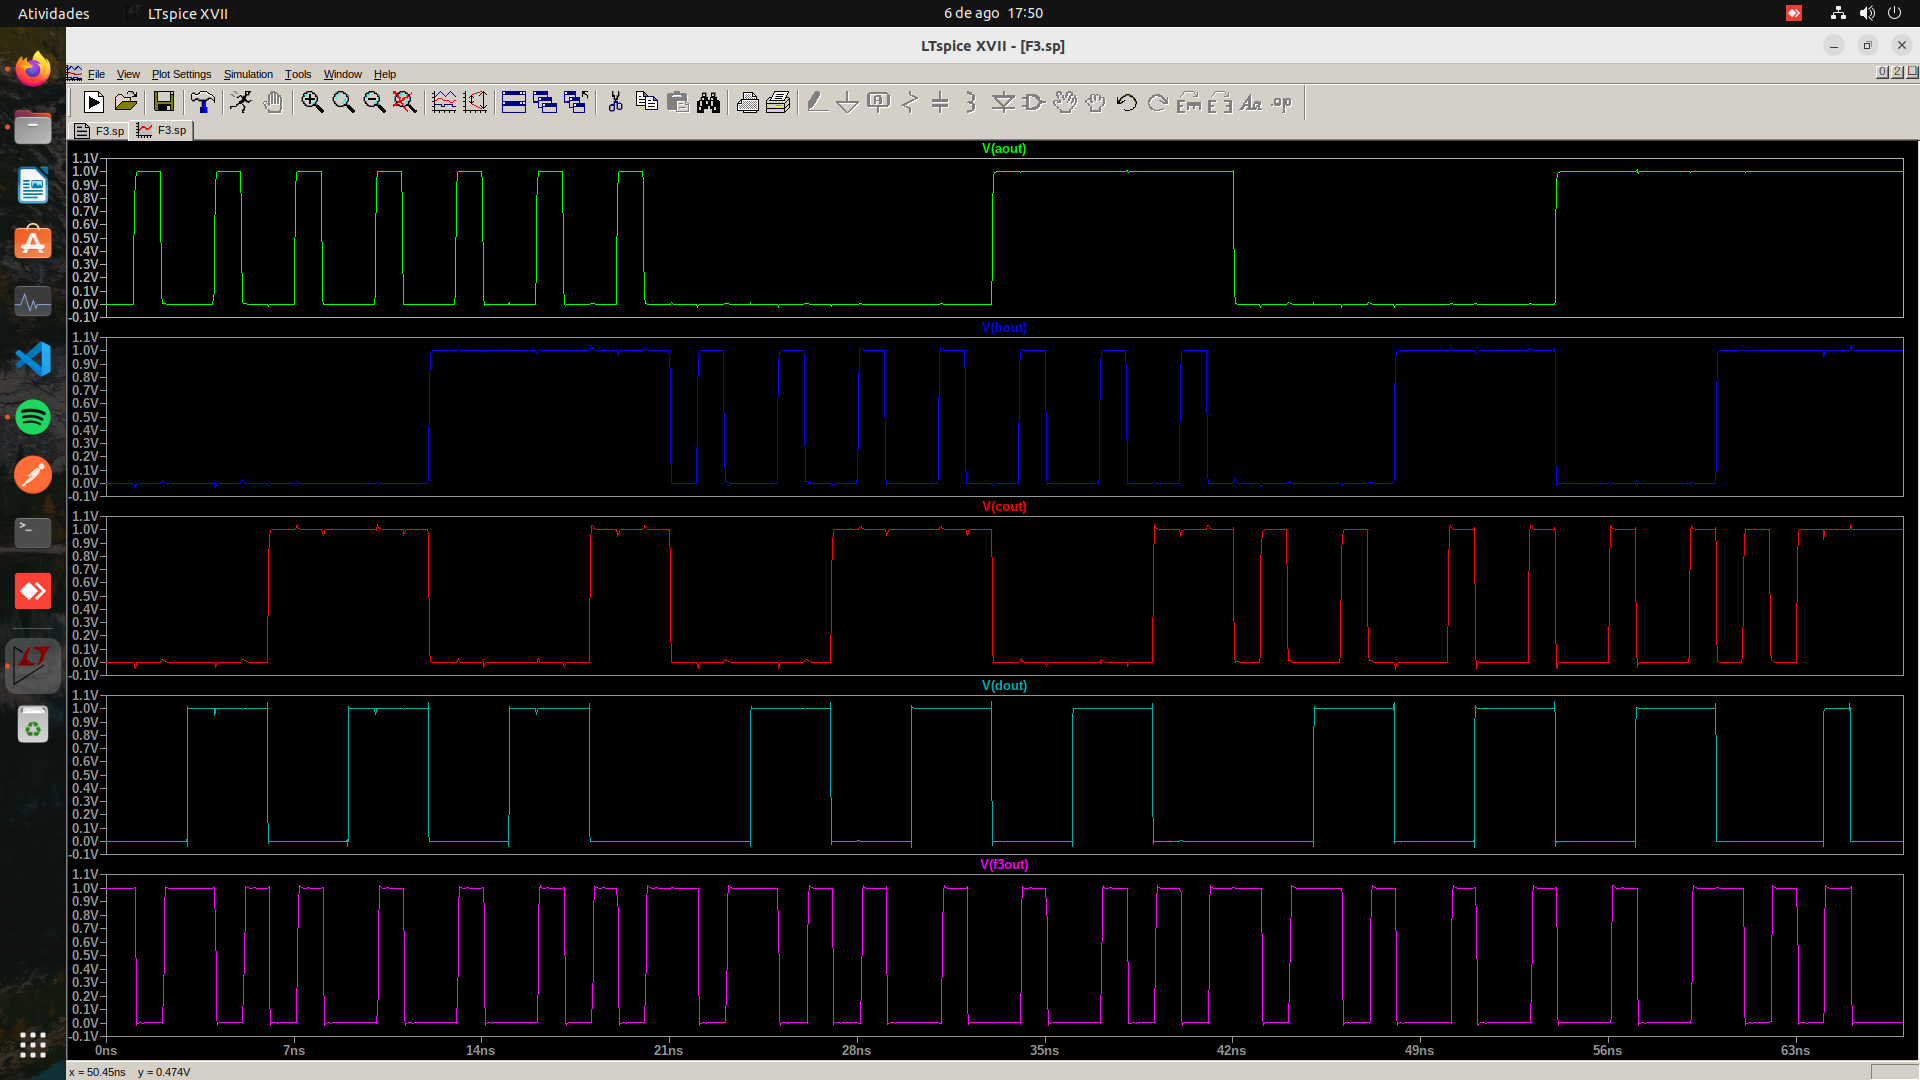 Atividades
LTspice XVII
6 de ago 17:50
LTspice XVII - [F3.sp]
File View Plot Settings Simulation Tools Window Help
F3.sp F3.sp
V(aout)
1.1V
1.0V
0.9V
0.8V
0.7V
0.6V
0.5V
0.4V
0.3V
0.2V
0.1V
0.0V
-0.1V
V(bout)
1.1V
1.0V
0.9V
0.8V
0.7V
0.6V
0.5V
0.4V
0.3V
0.2V
0.1V
0.0V
-0.1V
V(cout)
1.1V
1.0V
0.9V
0.8V
0.7V
0.6V
0.5V
0.4V
0.3V
0.2V
0.1V
0.0V
-0.1V
V(dout)
1.1V
1.0V
0.9V
0.8V
0.7V
0.6V
0.5V
0.4V
0.3V
0.2V
0.1V
0.0V
-0.1V
V(f3out)
1.1V
1.0V
0.9V
0.8V
0.7V
0.6V
0.5V
0.4V
0.3V
0.2V
0.1V
0.0V
-0.1V
0ns 7ns 14ns 21ns 28ns 35ns 42ns 49ns 56ns 63ns
x = 50.45ns y = 0.474V